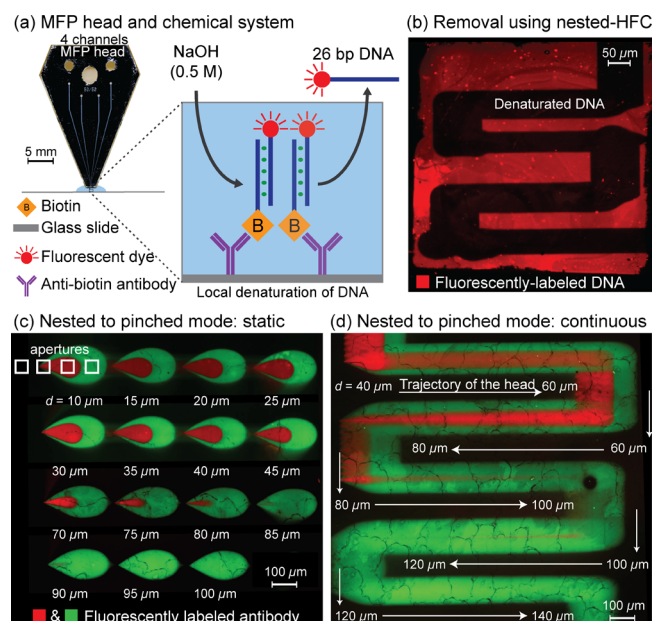 (a) MFP head and chemical system
4 channels
MFP head
5 mm
NaOH
(0.5 M)
26 bp DNA
B Biotin
Glass slide
Fluorescent dye
Anti-biotin antibody
B B
Local denaturation of DNA
(b) Removal using nested-HFC
50 µm
Denaturated DNA
Fluorescently-labeled DNA
(c) Nested to pinched mode: static
apertures
d = 10 µm 15 µm 20 µm 25 µm
30 µm 35 µm 40 µm 45 µm
70 µm 75 µm 80 µm 85 µm
90 µm 95 µm 100 µm
100 µm
& Fluorescently labeled antibody
(d) Nested to pinched mode: continuous
d = 40 µm Trajectory of the head 60 µm
80 µm 60 µm
80 µm 100 µm
120 µm 100 µm
120 µm 140 µm
100 µm